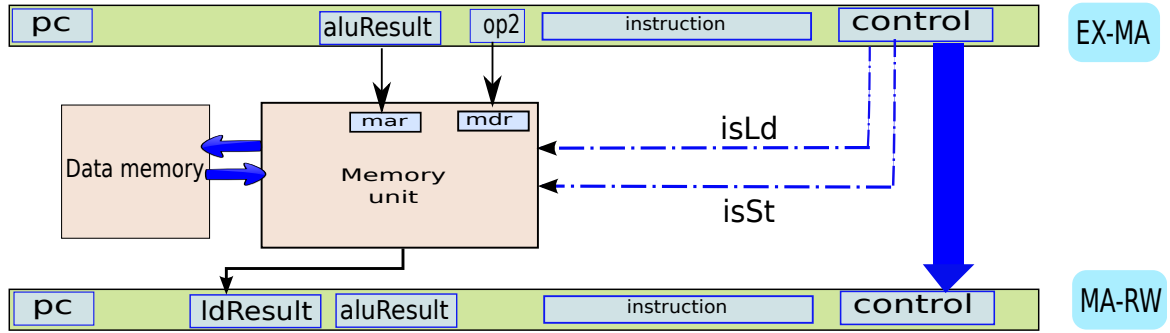 pc
aluResult
op2
instruction
control
EX-MA
mar
mdr
isLd
Data memory
Memory
unit
isSt
pc
ldResult
aluResult
instruction
control
MA-RW